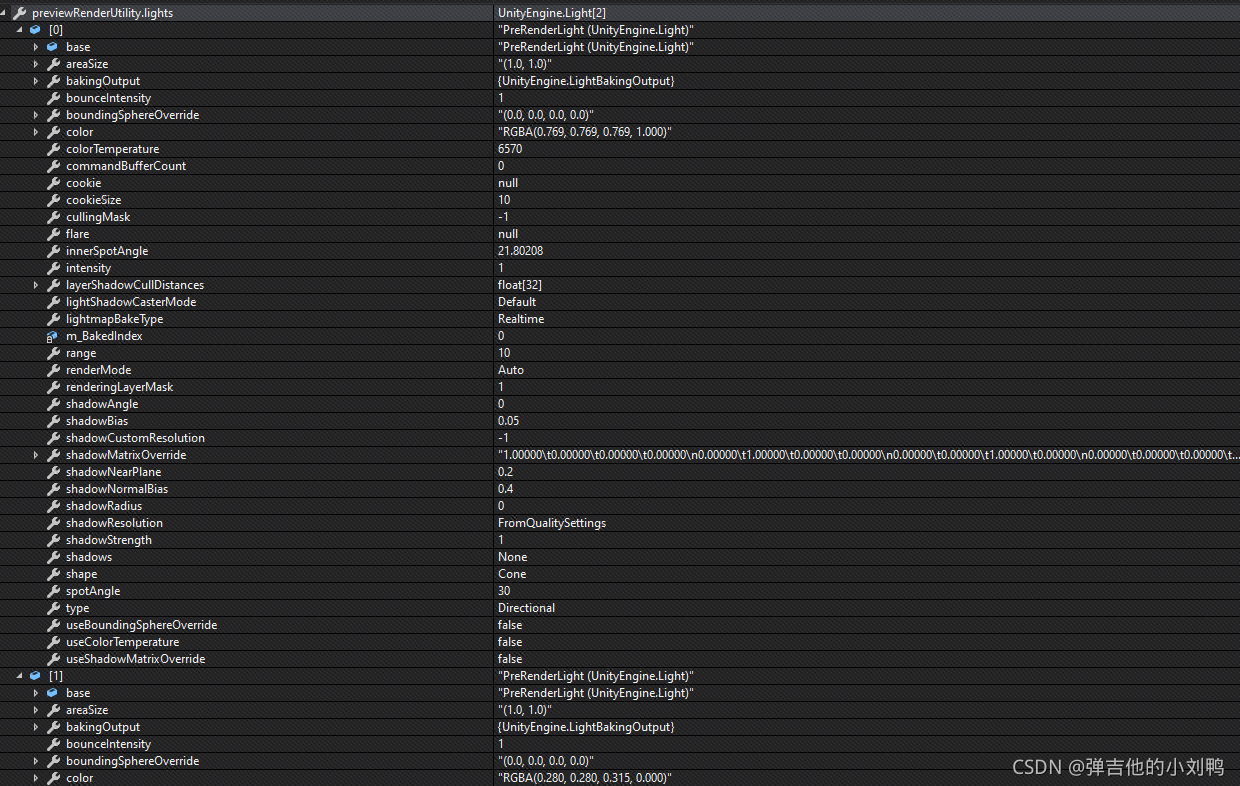 previewRenderUtility.lights UnityEngine.Light[2]
[0] "PreRenderLight (UnityEngine.Light)"
base "PreRenderLight (UnityEngine.Light)"
areaSize "(1.0, 1.0)"
bakingOutput {UnityEngine.LightBakingOutput}
bounceIntensity 1
boundingSphereOverride "(0.0, 0.0, 0.0, 0.0)"
color "RGBA(0.769, 0.769, 0.769, 1.000)"
colorTemperature 6570
commandBufferCount 0
cookie null
cookieSize 10
cullingMask -1
flare null
innerSpotAngle 21.80208
intensity 1
layerShadowCullDistances float[32]
lightShadowCasterMode Default
lightmapBakeType Realtime
m_BakedIndex 0
range 10
renderMode Auto
renderingLayerMask 1
shadowAngle 0
shadowBias 0.05
shadowCustomResolution -1
shadowMatrixOverride "1.00000\t0.00000\t0.00000\t0.00000\n0.00000\t1.00000\t0.00000\t0.00000\n0.00000\t0.00000\t1.00000\t0.00000\n0.00000\t0.00000\t0.00000\t...
shadowNearPlane 0.2
shadowNormalBias 0.4
shadowRadius 0
shadowResolution FromQualitySettings
shadowStrength 1
shadows None
shape Cone
spotAngle 30
type Directional
useBoundingSphereOverride false
useColorTemperature false
useShadowMatrixOverride false
[1] "PreRenderLight (UnityEngine.Light)"
base "PreRenderLight (UnityEngine.Light)"
areaSize "(1.0, 1.0)"
bakingOutput {UnityEngine.LightBakingOutput}
bounceIntensity 1
boundingSphereOverride "(0.0, 0.0, 0.0, 0.0)"
color "RGBA(0.280, 0.280, 0.315, 0.000)"
CSDN @弹吉他的小刘鸭